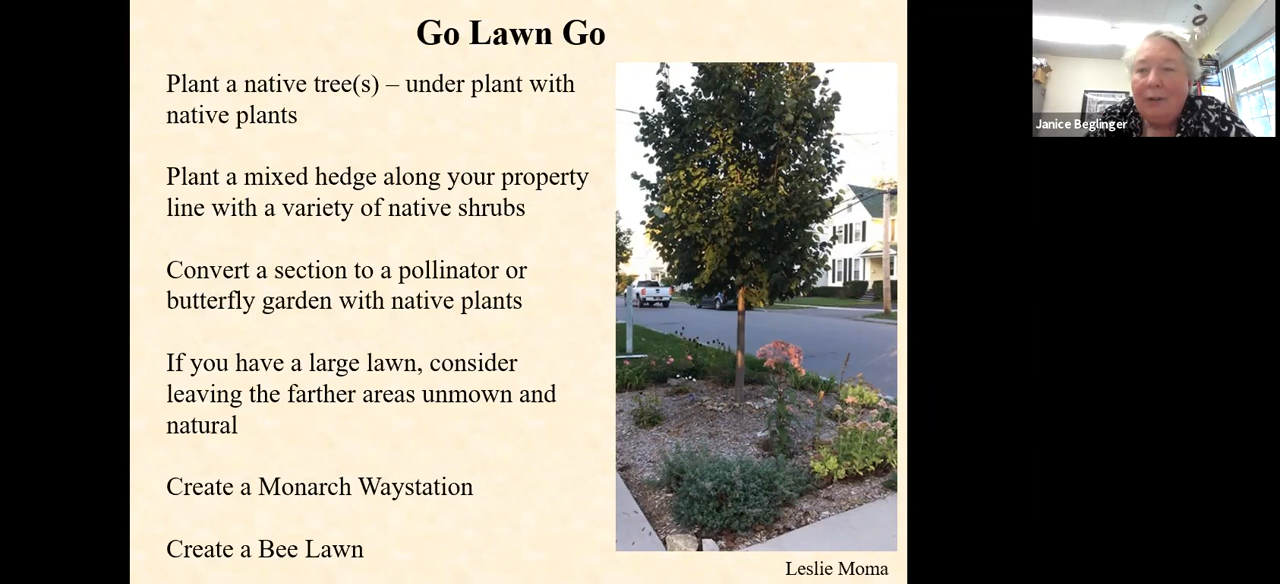 Go Lawn Go
Plant a native tree(s) – under plant with
native plants
Plant a mixed hedge along your property
line with a variety of native shrubs
Convert a section to a pollinator or
butterfly garden with native plants
If you have a large lawn, consider
leaving the farther areas unmown and
natural
Create a Monarch Waystation
Create a Bee Lawn
Leslie Moma
Janice Beglinger